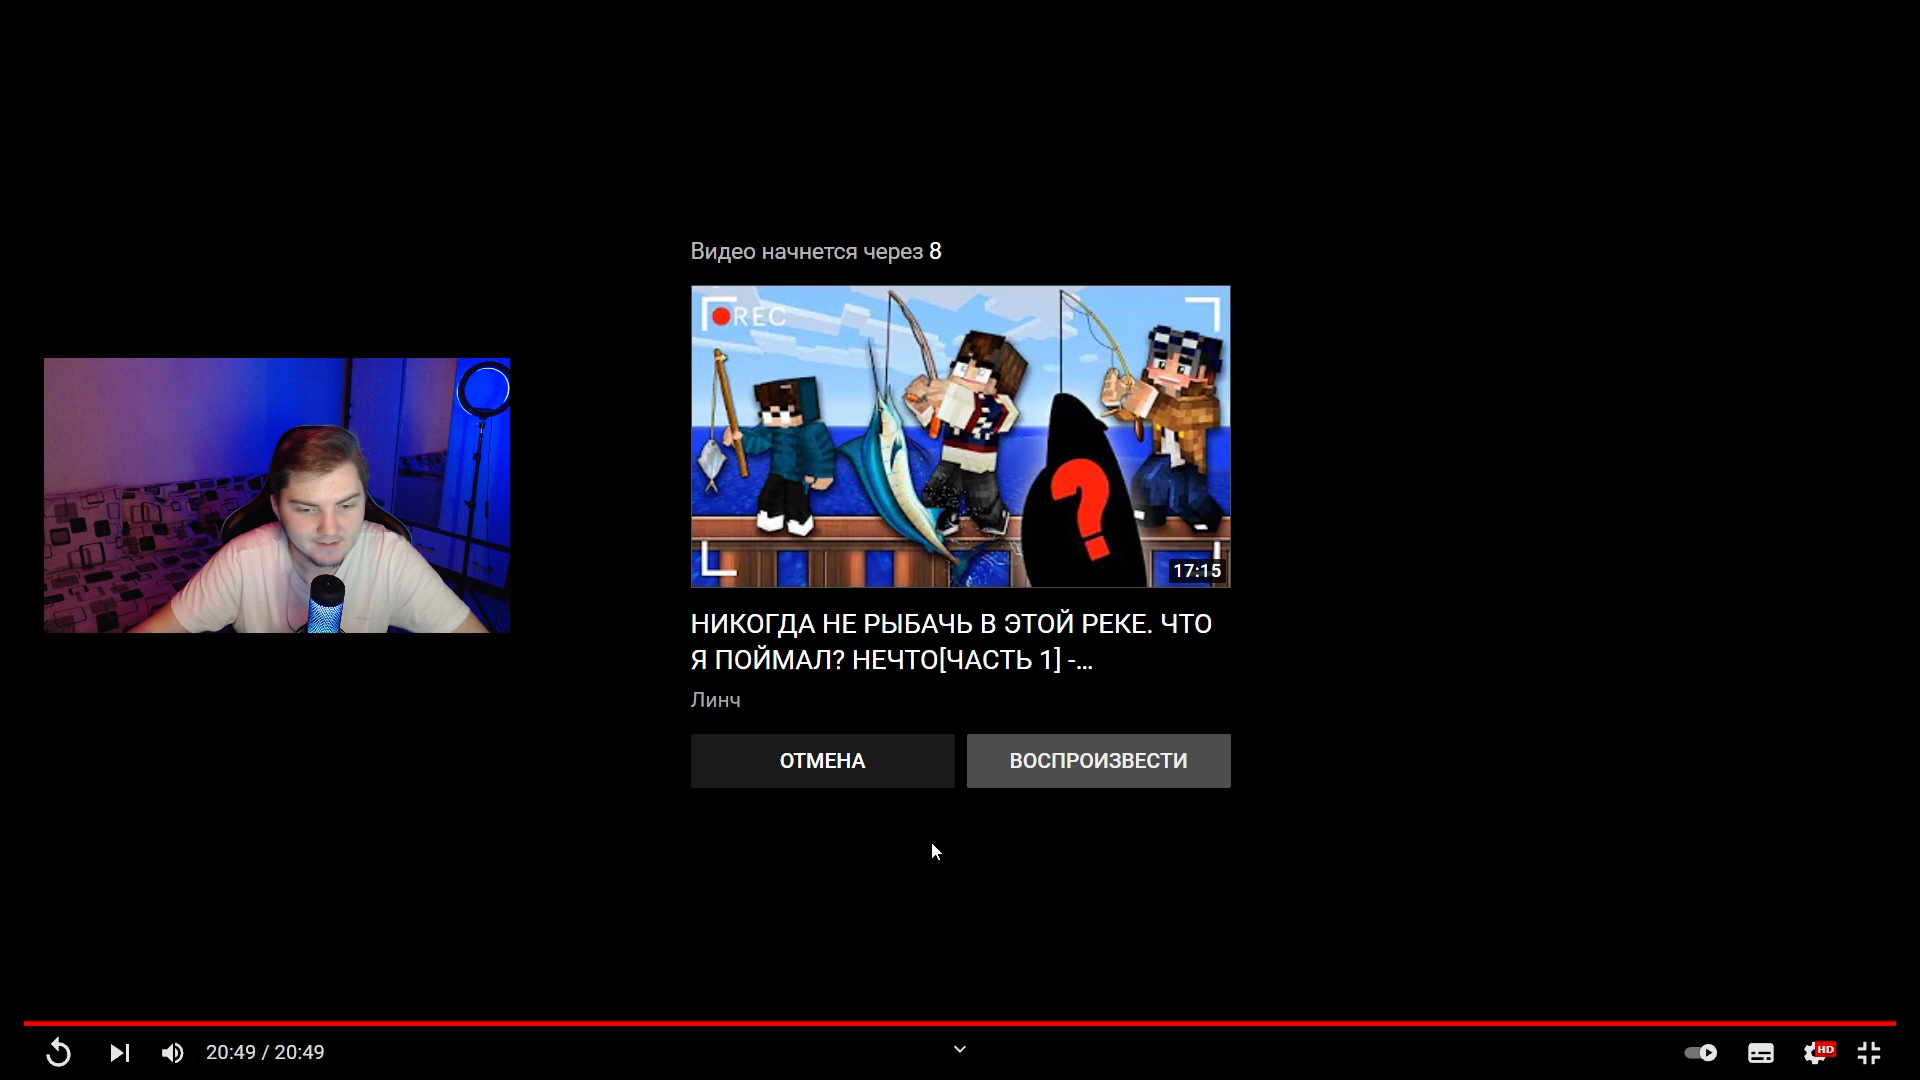 Видео начнется через 8
REC
17:15
НИКОГДА НЕ РЫБАЧЬ В ЭТОЙ РЕКЕ. ЧТО
Я ПОЙМАЛ? НЕЧТО[ЧАСТЬ 1] -...
Линч
ОТМЕНА
ВОСПРОИЗВЕСТИ
20:49 / 20:49
HD